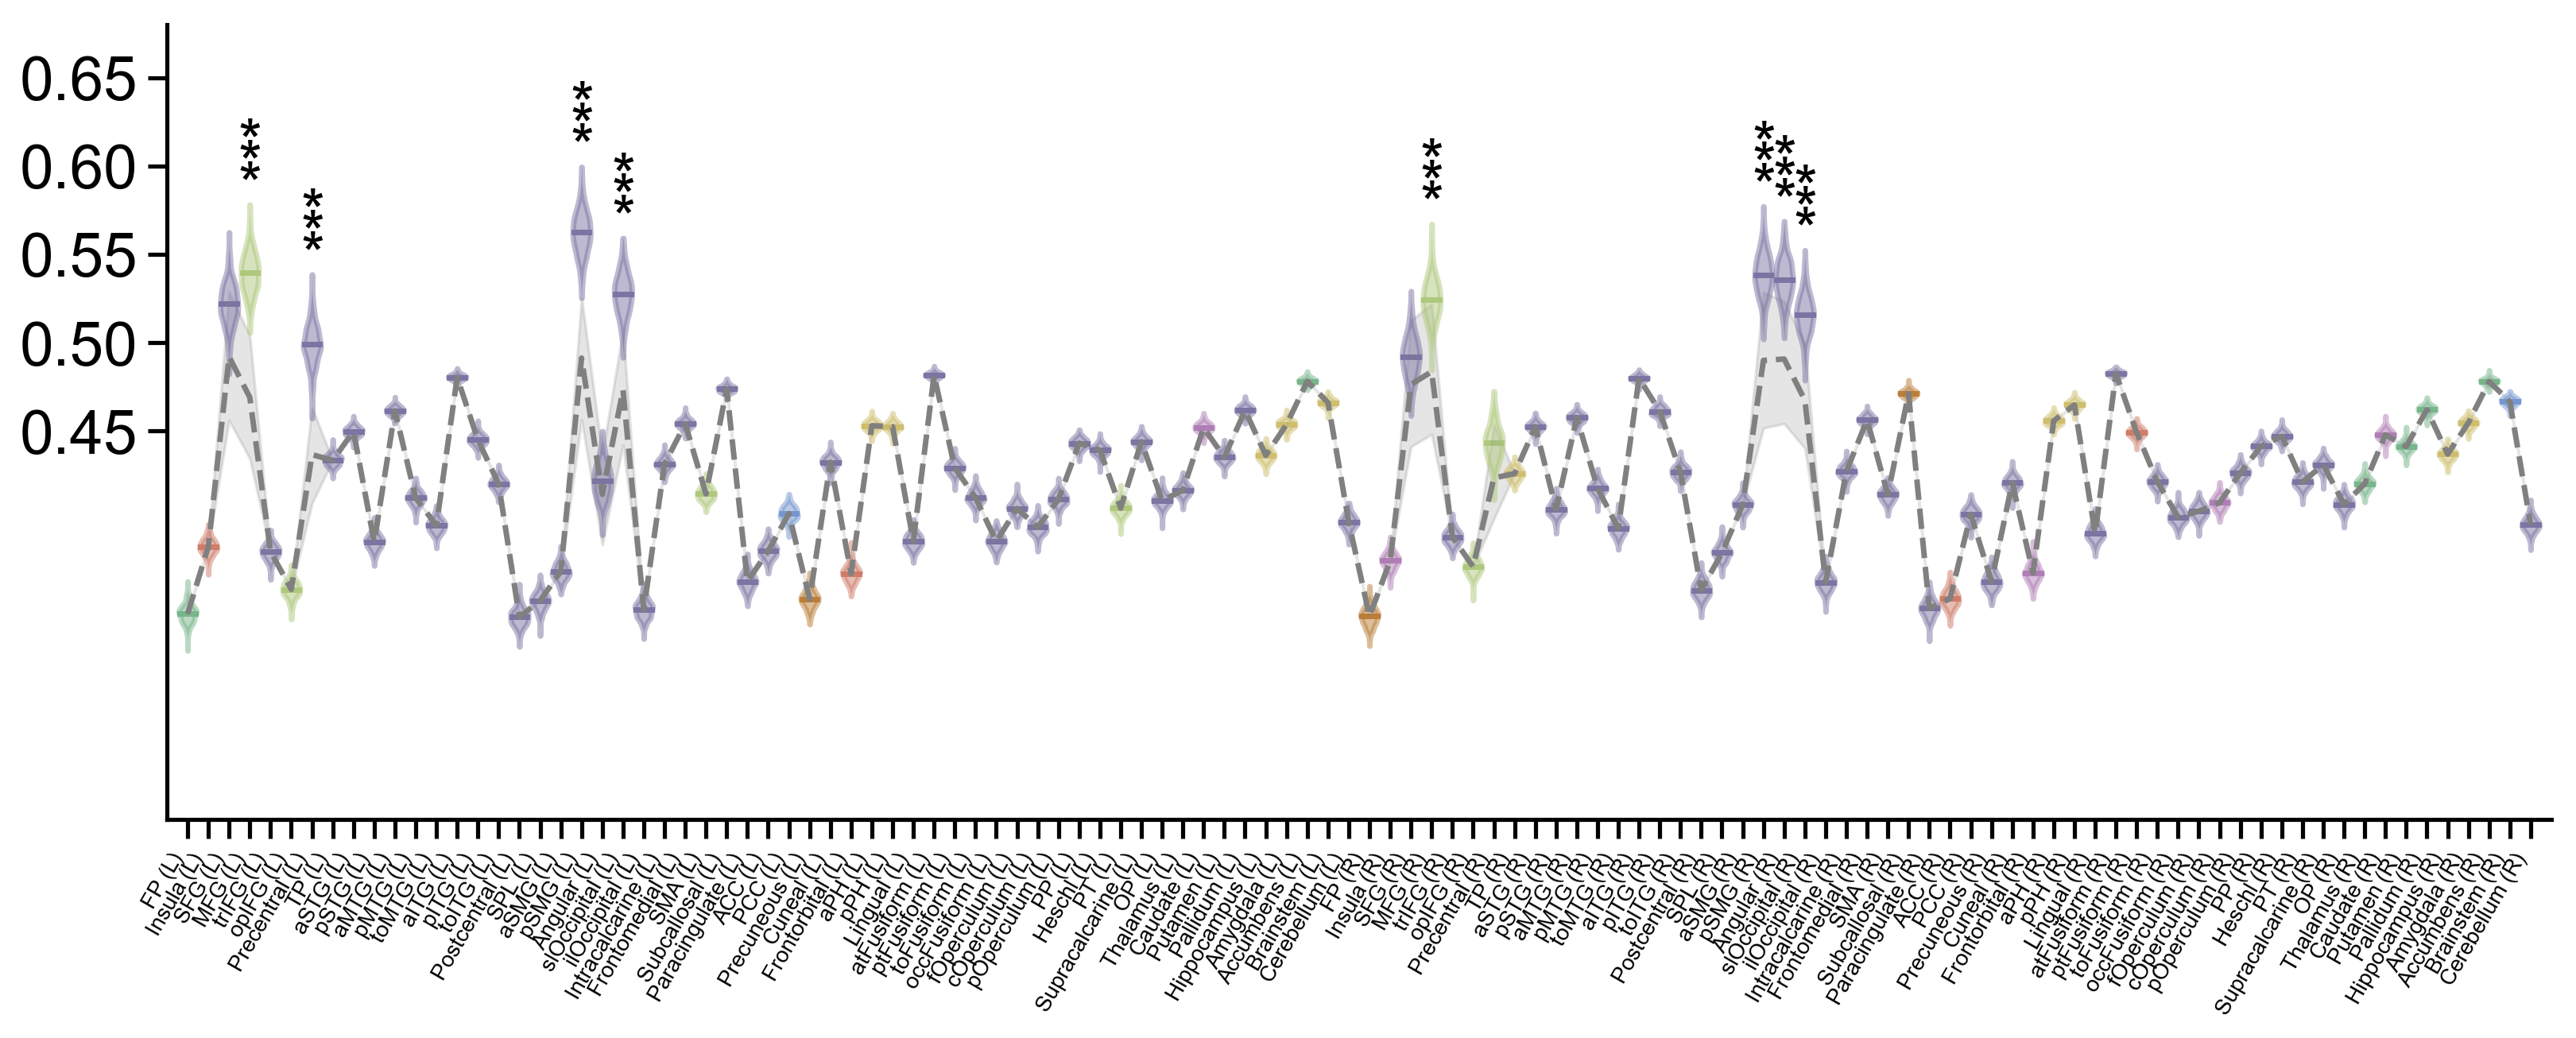 0.65
0.60
0.55
0.50
0.45
***
***
***
***
***
***
***
***
FP (L)
Insula (L)
SFG (L)
MFG (L)
trIFG (L)
opIFG (L)
Precentral (L)
TP (L)
aSTG (L)
pSTG (L)
aMTG (L)
pMTG (L)
toMTG (L)
aITG (L)
pITG (L)
toITG (L)
Postcentral (L)
SPL (L)
aSMG (L)
pSMG (L)
Angular (L)
slOccipital (L)
ilOccipital (L)
Intracalcarine (L)
Frontomedial (L)
SMA (L)
Subcallosal (L)
Paracingulate (L)
ACC (L)
PCC (L)
Precuneous (L)
Cuneal (L)
Frontorbital (L)
aPH (L)
pPH (L)
Lingual (L)
atFusiform (L)
ptFusiform (L)
toFusiform (L)
occFusiform (L)
fOperculum (L)
cOperculum (L)
pOperculum (L)
PP (L)
Heschl (L)
PT (L)
Supracalcarine (L)
OP (L)
Thalamus (L)
Caudate (L)
Putamen (L)
Pallidum (L)
Hippocampus (L)
Amygdala (L)
Accumbens (L)
Brainstem (L)
Cerebellum (L)
FP (R)
Insula (R)
SFG (R)
MFG (R)
trIFG (R)
opIFG (R)
Precentral (R)
TP (R)
aSTG (R)
pSTG (R)
aMTG (R)
pMTG (R)
toMTG (R)
aITG (R)
pITG (R)
toITG (R)
Postcentral (R)
SPL (R)
aSMG (R)
pSMG (R)
Angular (R)
slOccipital (R)
ilOccipital (R)
Intracalcarine (R)
Frontomedial (R)
SMA (R)
Subcallosal (R)
Paracingulate (R)
ACC (R)
PCC (R)
Precuneous (R)
Cuneal (R)
Frontorbital (R)
aPH (R)
pPH (R)
Lingual (R)
atFusiform (R)
ptFusiform (R)
toFusiform (R)
occFusiform (R)
fOperculum (R)
cOperculum (R)
pOperculum (R)
PP (R)
Heschl (R)
PT (R)
Supracalcarine (R)
OP (R)
Thalamus (R)
Caudate (R)
Putamen (R)
Pallidum (R)
Hippocampus (R)
Amygdala (R)
Accumbens (R)
Brainstem (R)
Cerebellum (R)